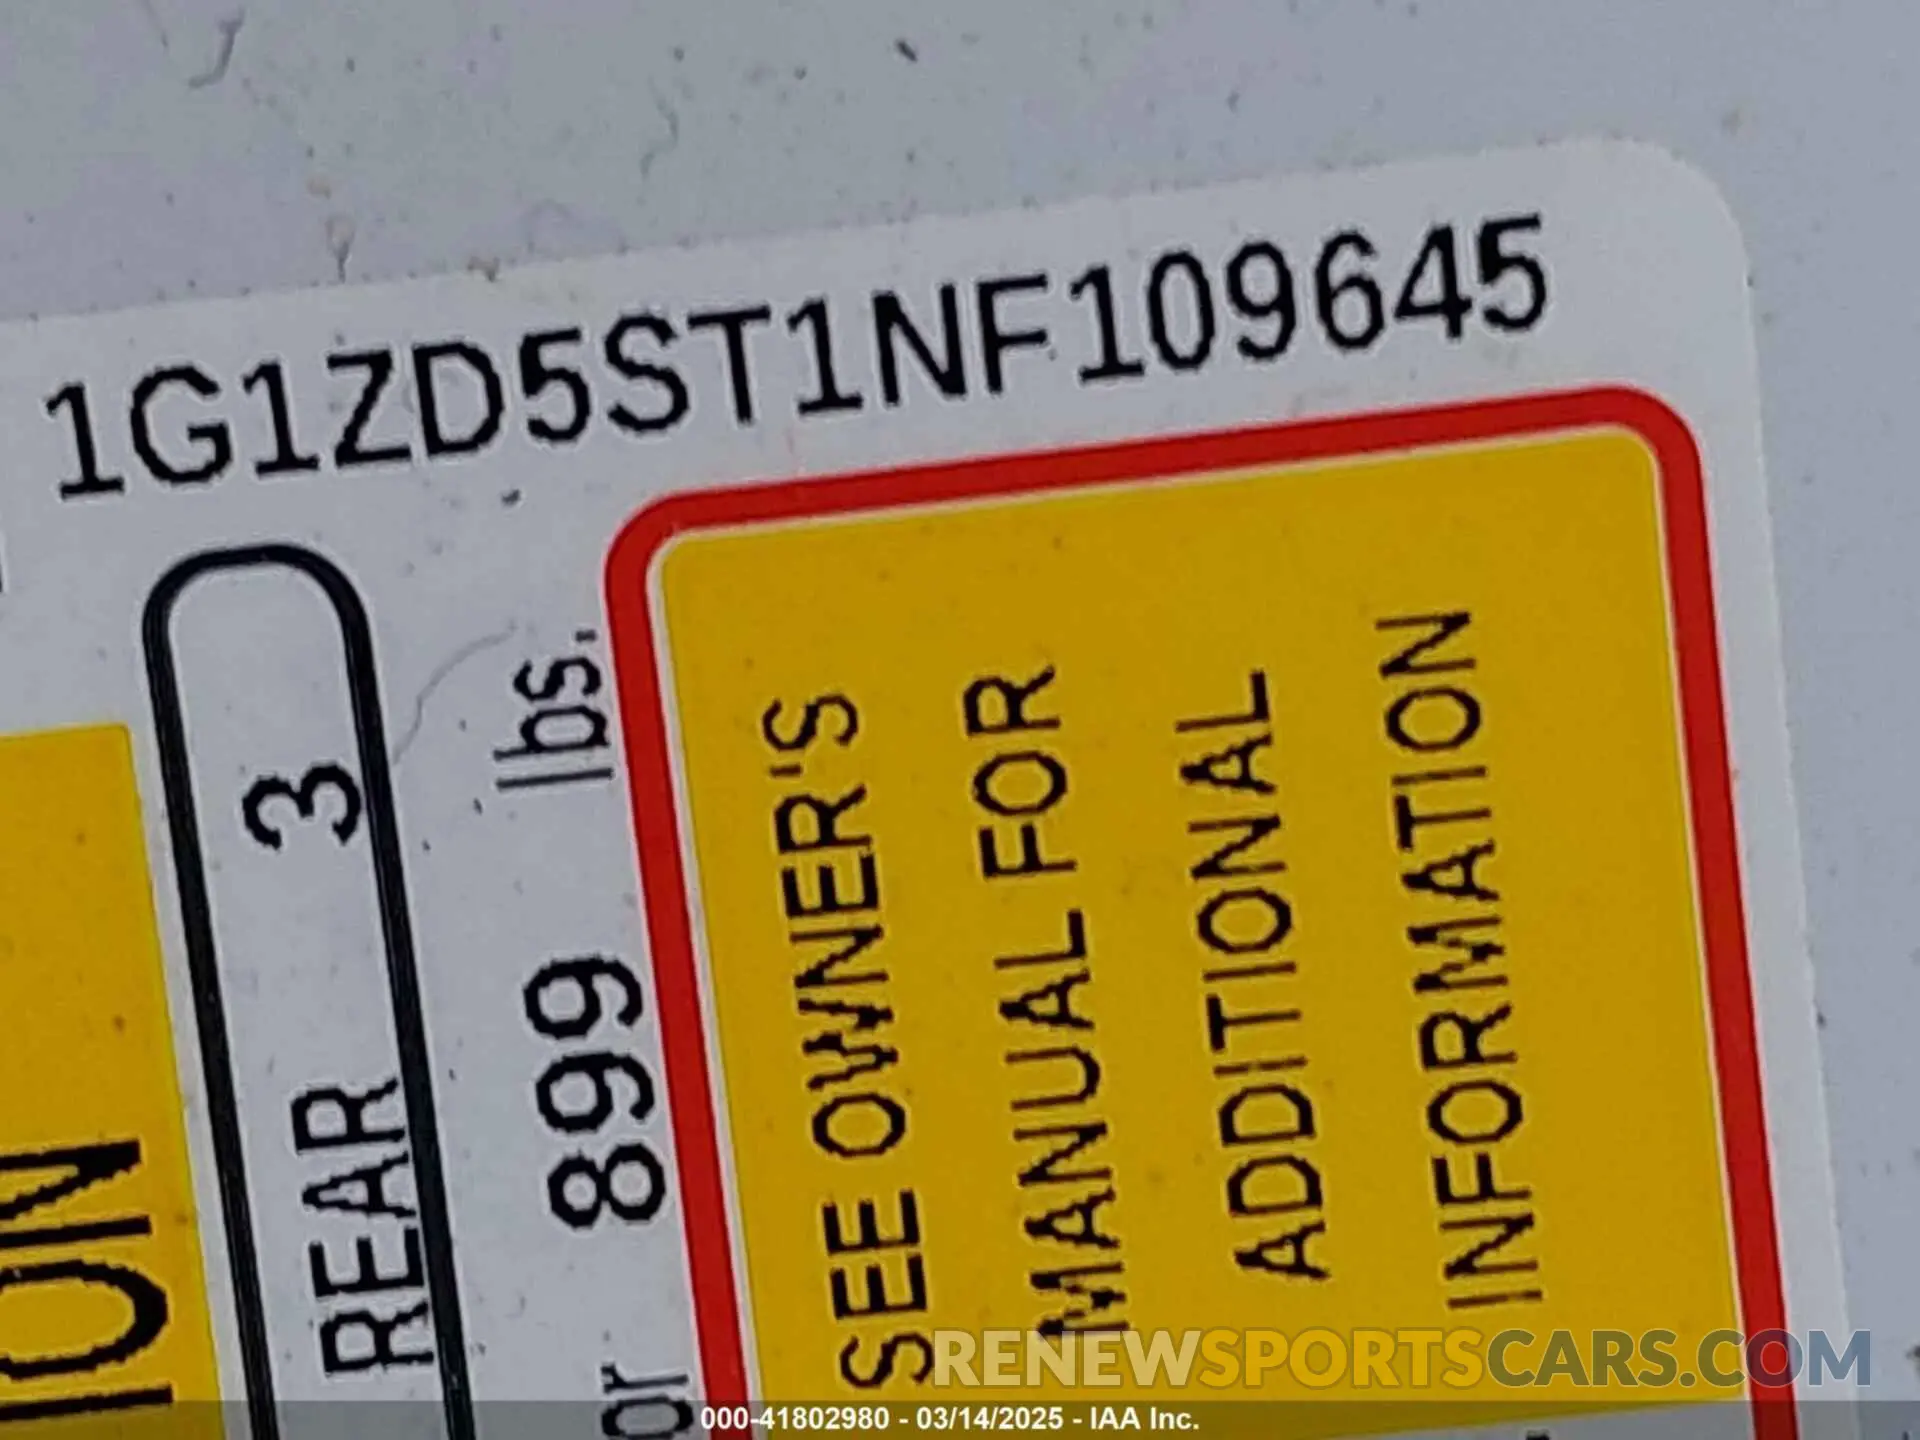 1G1ZD5ST1NF109645
ION
REAR 3
or 899 lbs.
SEE OWNER'S
MANUAL FOR
ADDITIONAL
INFORMATION
RENEWSPORTSCARS.COM
000-41802980 - 03/14/2025 - IAA Inc.